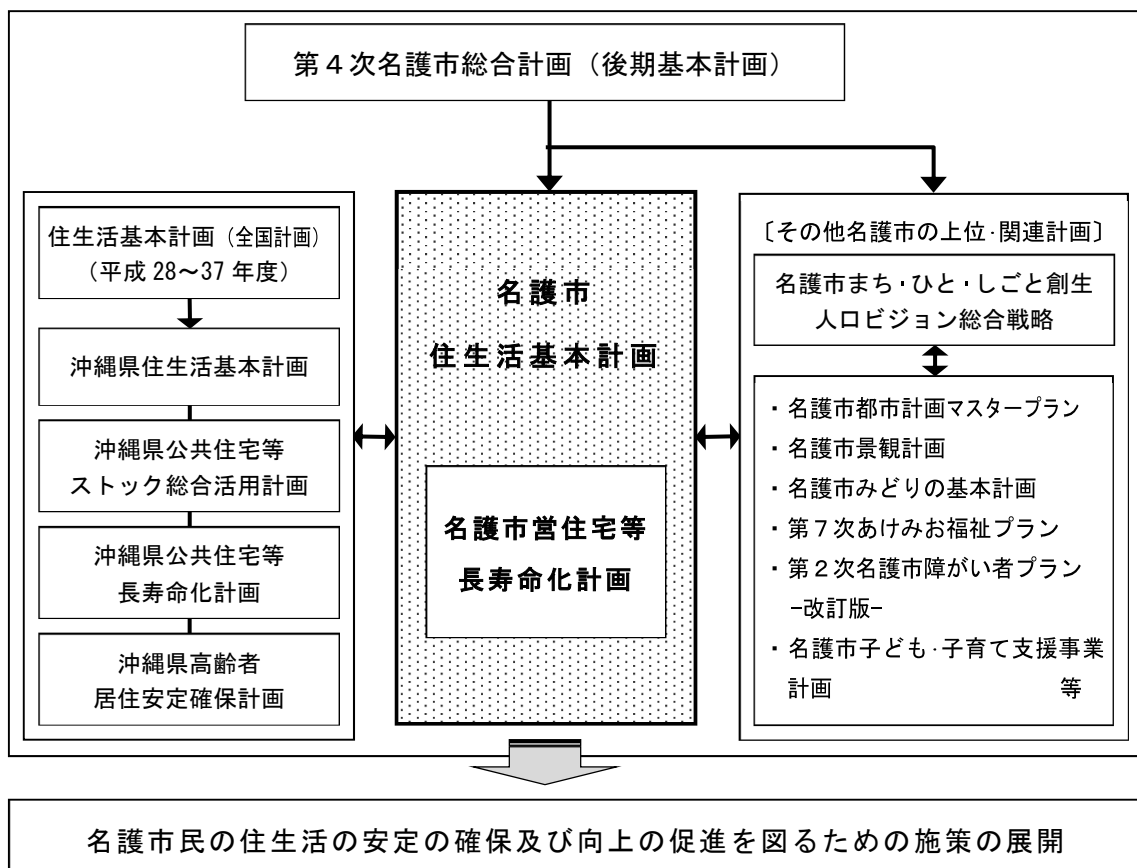 第４次名護市総合計画（後期基本計画）
住生活基本計画（全国計画）
（平成 28～37 年度）
沖縄県住生活基本計画
沖縄県公共住宅等
ストック総合活用計画
沖縄県公共住宅等
長寿命化計画
沖縄県高齢者
居住安定確保計画
名護市
住生活基本計画
名護市営住宅等
長寿命化計画
〔その他名護市の上位・関連計画〕
名護市まち・ひと・しごと創生
人口ビジョン総合戦略
・名護市都市計画マスタープラン
・名護市景観計画
・名護市みどりの基本計画
・第７次あけみお福祉プラン
・第２次名護市障がい者プラン
-改訂版-
・名護市子ども・子育て支援事業
計画　　　　　　　　　等
名護市民の住生活の安定の確保及び向上の促進を図るための施策の展開